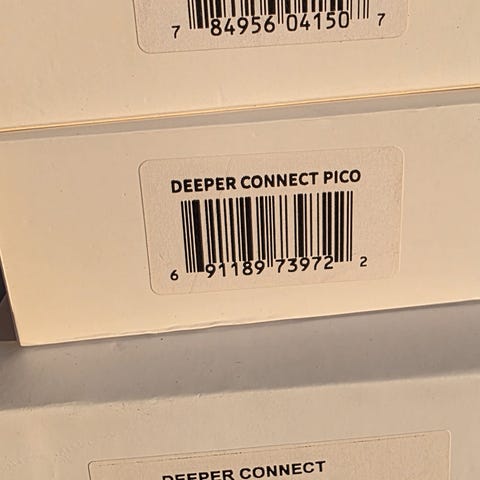 7 84956 04150 7
DEEPER CONNECT PICO
6 91189 73972 2
DEEPER CONNECT